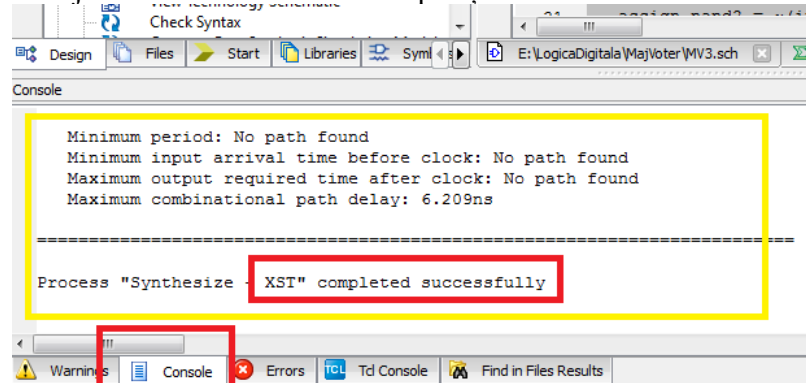 Check Syntax
Design Files Start Libraries E:\LogicaDigitala\MajVoter\MV3.sch
Console
Minimum period: No path found
Minimum input arrival time before clock: No path found
Maximum output required time after clock: No path found
Maximum combinational path delay: 6.209ns
=========================================================================
Process "Synthesize - XST" completed successfully
Warnings Console Errors TCL Tcl Console Find in Files Results